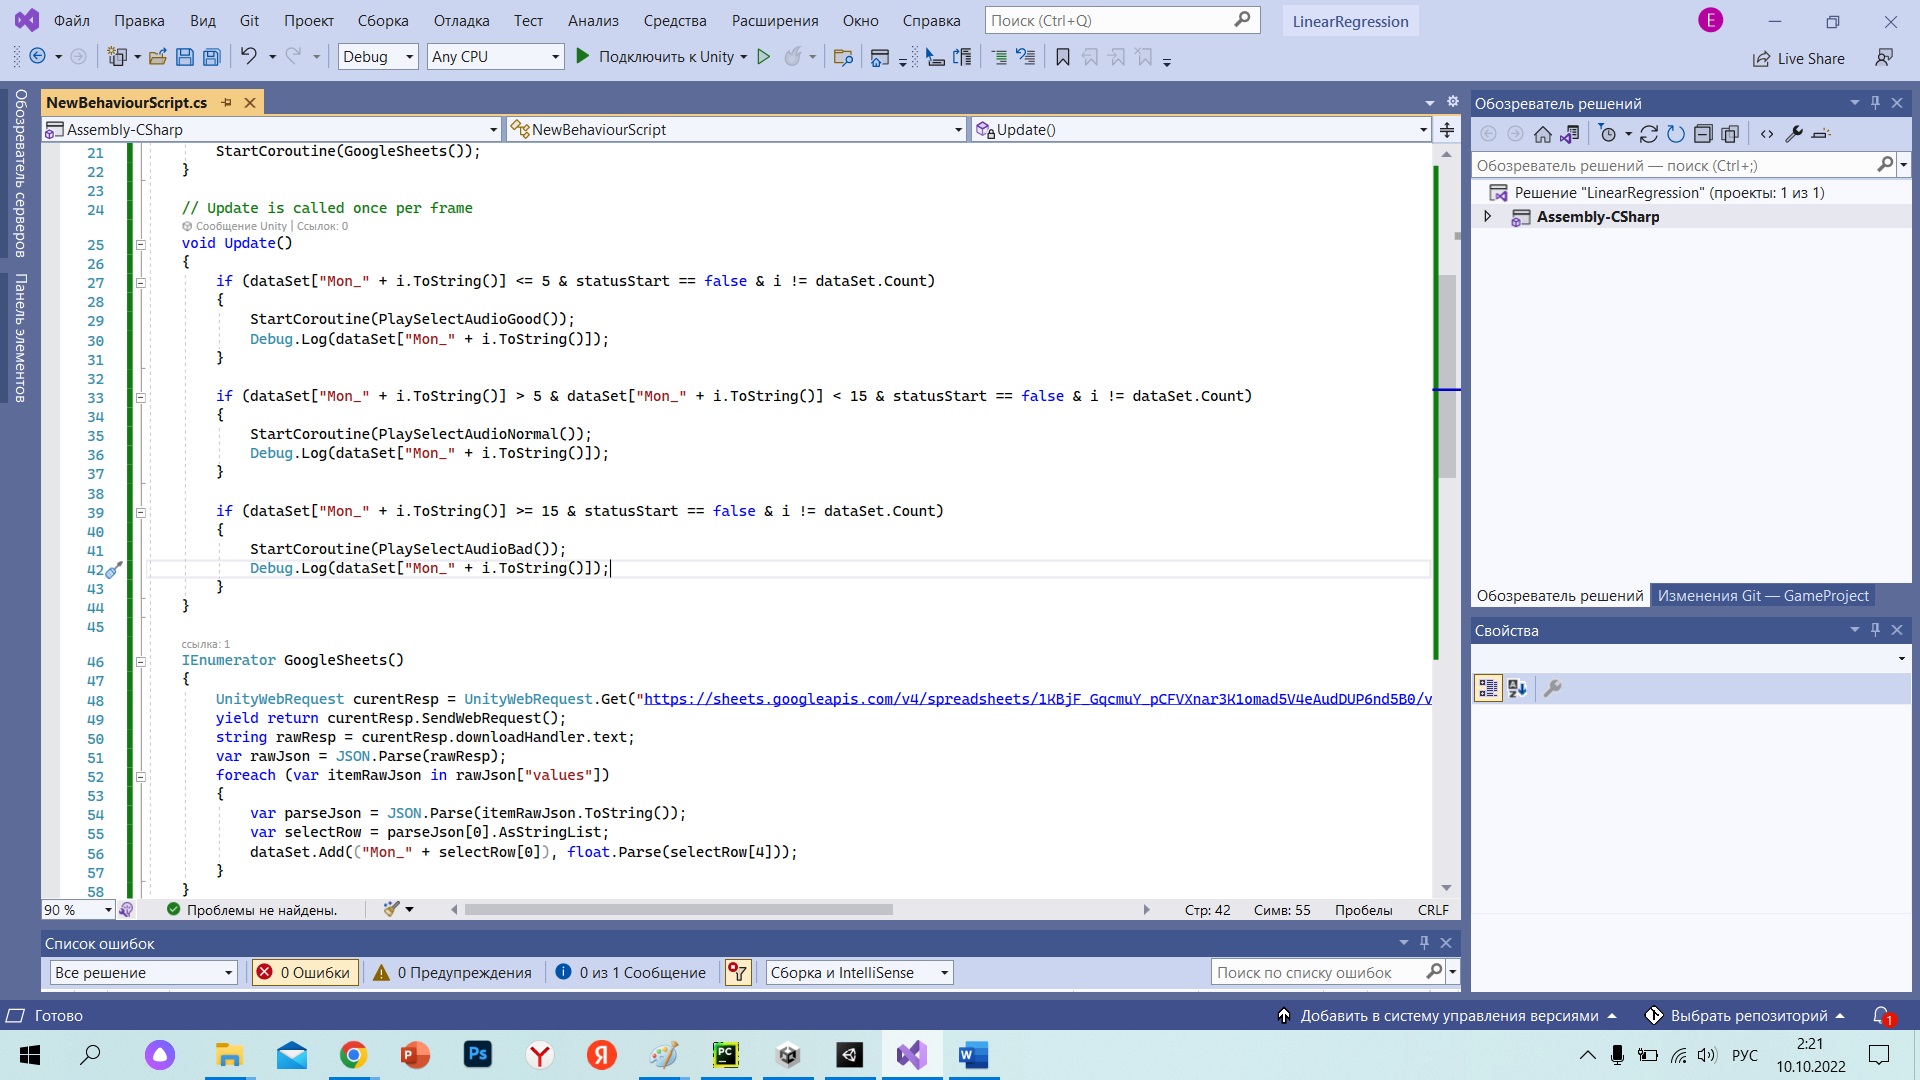 Файл Правка Вид Git Проект Сборка Отладка Тест Анализ Средства Расширения Окно Справка Поиск (Ctrl+Q) LinearRegression E
Debug Any CPU Подключить к Unity Live Share
Обозреватель серверов
Панель элементов
NewBehaviourScript.cs
Assembly-CSharp NewBehaviourScript Update()
21 StartCoroutine(GoogleSheets());
22 }
23
24 // Update is called once per frame
Сообщение Unity | Ссылок: 0
25 void Update()
26 {
27 if (dataSet["Mon_" + i.ToString()] <= 5 & statusStart == false & i != dataSet.Count)
28 {
29 StartCoroutine(PlaySelectAudioGood());
30 Debug.Log(dataSet["Mon_" + i.ToString()]);
31 }
32
33 if (dataSet["Mon_" + i.ToString()] > 5 & dataSet["Mon_" + i.ToString()] < 15 & statusStart == false & i != dataSet.Count)
34 {
35 StartCoroutine(PlaySelectAudioNormal());
36 Debug.Log(dataSet["Mon_" + i.ToString()]);
37 }
38
39 if (dataSet["Mon_" + i.ToString()] >= 15 & statusStart == false & i != dataSet.Count)
40 {
41 StartCoroutine(PlaySelectAudioBad());
42 Debug.Log(dataSet["Mon_" + i.ToString()]);
43 }
44 }
45
ссылка: 1
46 IEnumerator GoogleSheets()
47 {
48 UnityWebRequest curentResp = UnityWebRequest.Get("https://sheets.googleapis.com/v4/spreadsheets/1KBjF_GqcmuY_pCFVXnar3K1omad5V4eAudDUP6nd5B0/v
49 yield return curentResp.SendWebRequest();
50 string rawResp = curentResp.downloadHandler.text;
51 var rawJson = JSON.Parse(rawResp);
52 foreach (var itemRawJson in rawJson["values"])
53 {
54 var parseJson = JSON.Parse(itemRawJson.ToString());
55 var selectRow = parseJson[0].AsStringList;
56 dataSet.Add(("Mon_" + selectRow[0]), float.Parse(selectRow[4]));
57 }
58 }
90 % Проблемы не найдены. Стр: 42 Симв: 55 Пробелы CRLF
Список ошибок
Все решение 0 Ошибки 0 Предупреждения 0 из 1 Сообщение Сборка и IntelliSense Поиск по списку ошибок
Обозреватель решений
Обозреватель решений — поиск (Ctrl+;)
Решение "LinearRegression" (проекты: 1 из 1)
Assembly-CSharp
Обозреватель решений Изменения Git — GameProject
Свойства
Готово Добавить в систему управления версиями Выбрать репозиторий 1
P Ps Y Я PC W РУС 2:21
10.10.2022